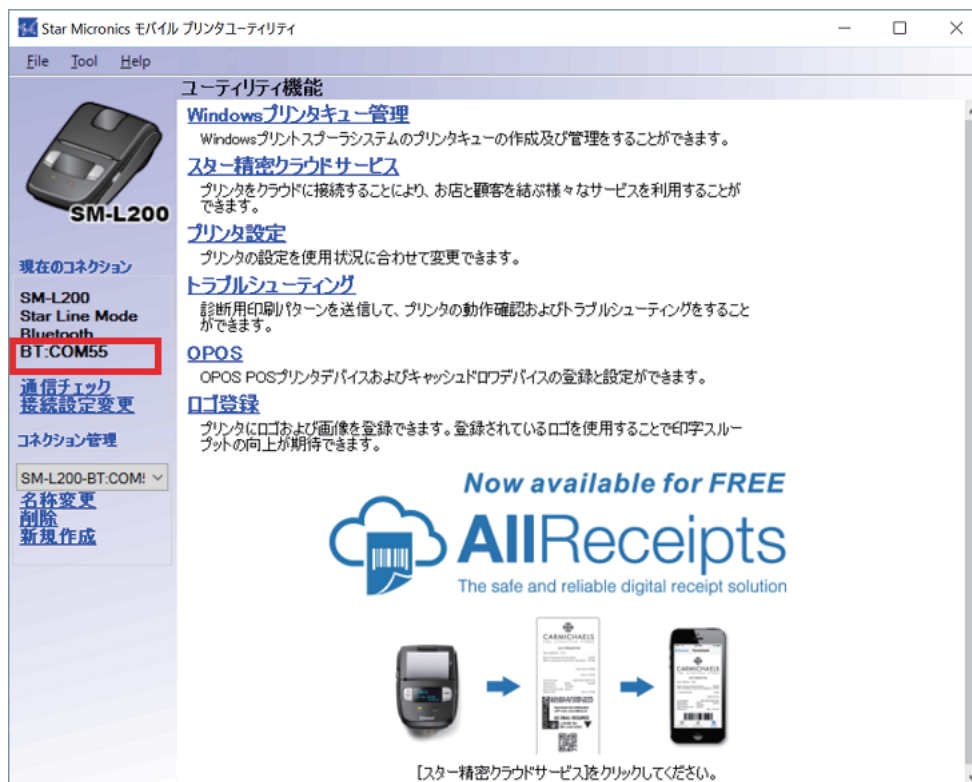 Star Micronics モバイル プリンタユーティリティ
File Tool Help
SM-L200
現在のコネクション
SM-L200
Star Line Mode
Bluetooth
BT:COM55
通信チェック
接続設定変更
コネクション管理
SM-L200-BT:COM!
名称変更
削除
新規作成
ユーティリティ機能
Windowsプリンタキュー管理
Windowsプリントスプーラシステムのプリンタキューの作成及び管理をすることができます。
スター精密クラウドサービス
プリンタをクラウドに接続することにより、お店と顧客を結ぶ様々なサービスを利用することが
できます。
プリンタ設定
プリンタの設定を使用状況に合わせて変更できます。
トラブルシューティング
診断用印刷パターンを送信して、プリンタの動作確認およびトラブルシューティングをすること
ができます。
OPOS
OPOS POSプリンタデバイスおよびキャッシュドロワデバイスの登録と設定ができます。
ロゴ登録
プリンタにロゴおよび画像を登録できます。登録されているロゴを使用することで印字スルー
プットの向上が期待できます。
Now available for FREE
AllReceipts
The safe and reliable digital receipt solution
CARMICHAELS
CARMICHAELS
[スター精密クラウドサービス]をクリックしてください。